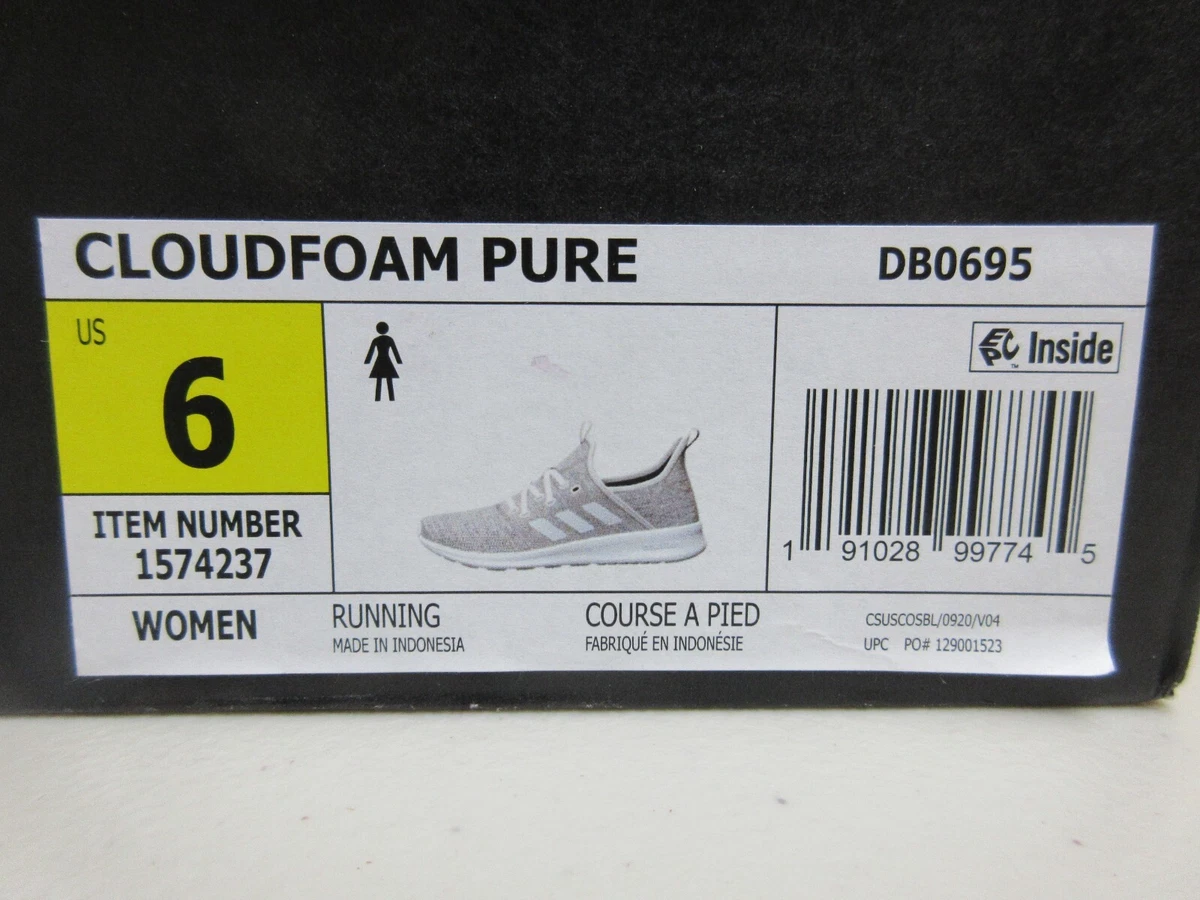 CLOUDFOAM PURE
DB0695
US
6
ITEM NUMBER
1574237
EPC™ Inside
1 91028 99774 5
WOMEN
RUNNING
MADE IN INDONESIA
COURSE A PIED
FABRIQUÉ EN INDONÉSIE
CSUSCOSBL/0920/V04
UPC PO# 129001523